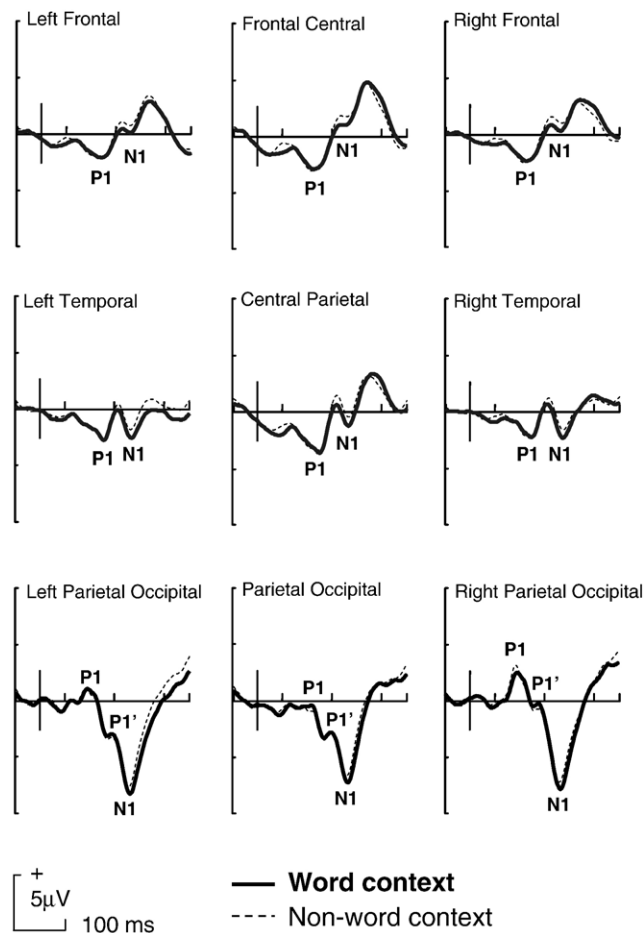 Left Frontal
Frontal Central
Right Frontal
P1
N1
P1
N1
P1
N1
Left Temporal
Central Parietal
Right Temporal
P1
N1
P1
N1
P1
N1
Left Parietal Occipital
Parietal Occipital
Right Parietal Occipital
P1
P1'
N1
P1
P1'
N1
P1
P1'
N1
+
5μV
100 ms
Word context
Non-word context